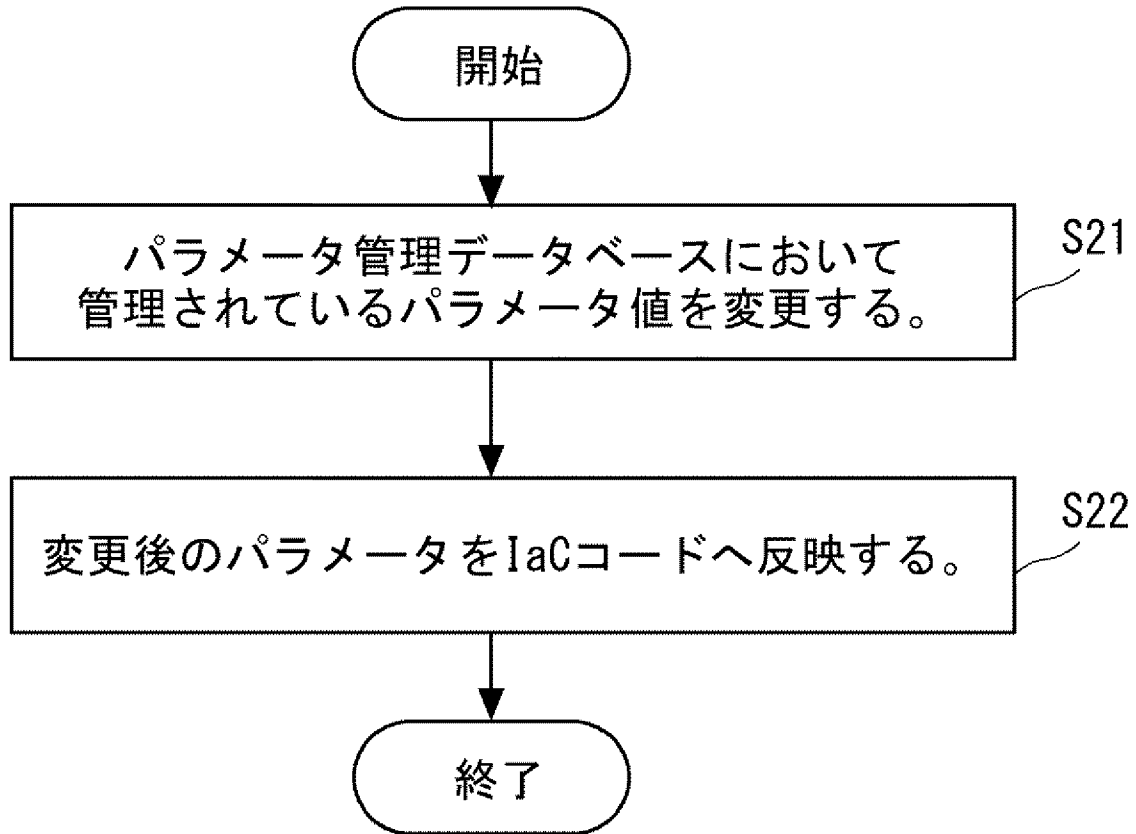 開始
パラメータ管理データベースにおいて
管理されているパラメータ値を変更する。
S21
変更後のパラメータをIaCコードへ反映する。
S22
終了